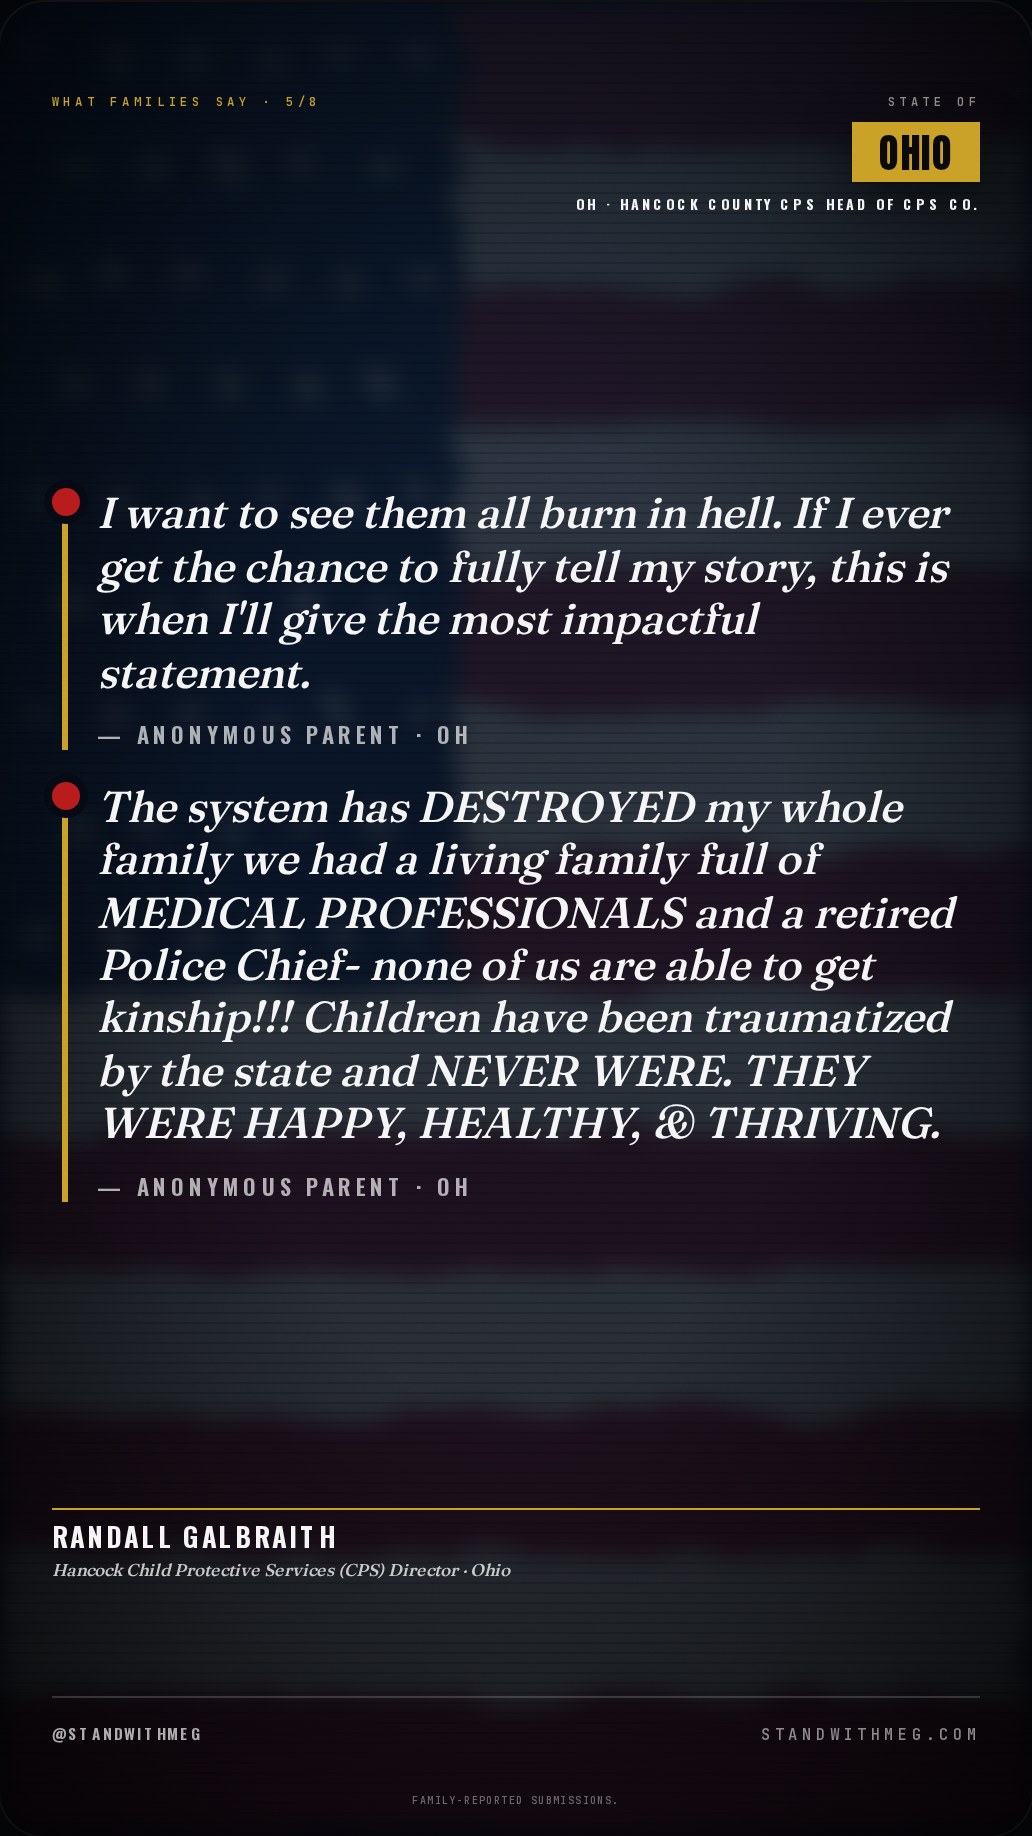 WHAT FAMILIES SAY · 5/8
STATE OF
OHIO
OH · HANCOCK COUNTY CPS HEAD OF CPS CO.
I want to see them all burn in hell. If I ever
get the chance to fully tell my story, this is
when I'll give the most impactful
statement.
— ANONYMOUS PARENT · OH
The system has DESTROYED my whole
family we had a living family full of
MEDICAL PROFESSIONALS and a retired
Police Chief- none of us are able to get
kinship!!! Children have been traumatized
by the state and NEVER WERE. THEY
WERE HAPPY, HEALTHY, & THRIVING.
— ANONYMOUS PARENT · OH
RANDALL GALBRAITH
Hancock Child Protective Services (CPS) Director · Ohio
@STANDWITHMEG
STANDWITHMEG.COM
FAMILY-REPORTED SUBMISSIONS.